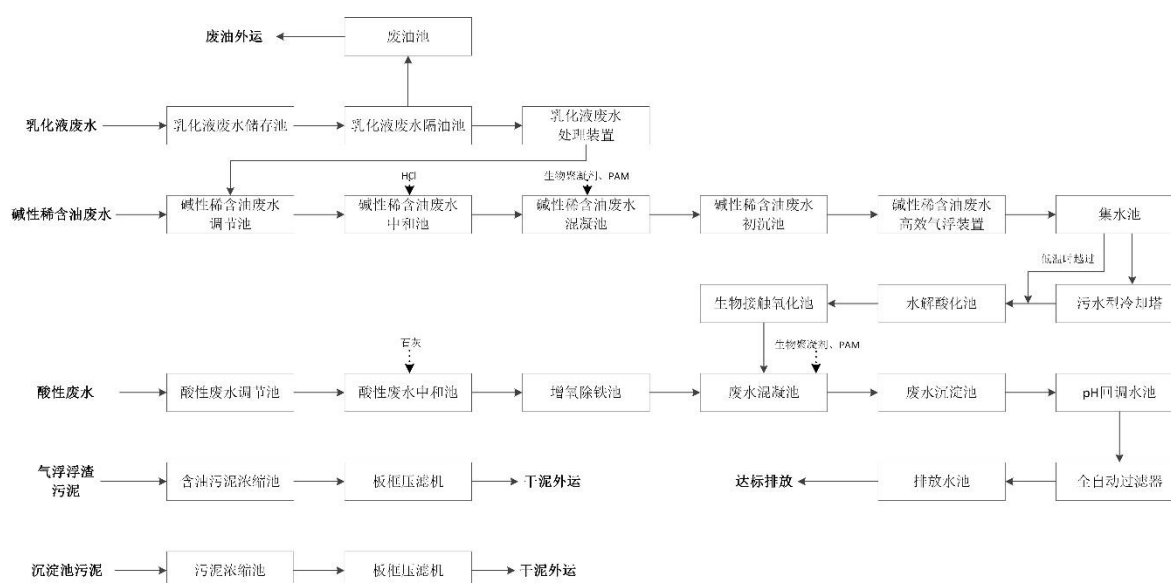 废油外运
废油池
乳化液废水
乳化液废水储存池
乳化液废水隔油池
乳化液废水
处理装置
HCl
生物聚凝剂、PAM
碱性稀含油废水
碱性稀含油废水
调节池
碱性稀含油废水
中和池
碱性稀含油废水
混凝池
碱性稀含油废水
初沉池
碱性稀含油废水
高效气浮装置
集水池
低温时越过
生物接触氧化池
水解酸化池
污水型冷却塔
石灰
生物聚凝剂、PAM
酸性废水
酸性废水调节池
酸性废水中和池
增氧除铁池
废水混凝池
废水沉淀池
pH回调水池
气浮浮渣
污泥
含油污泥浓缩池
板框压滤机
干泥外运
达标排放
排放水池
全自动过滤器
沉淀池污泥
污泥浓缩池
板框压滤机
干泥外运